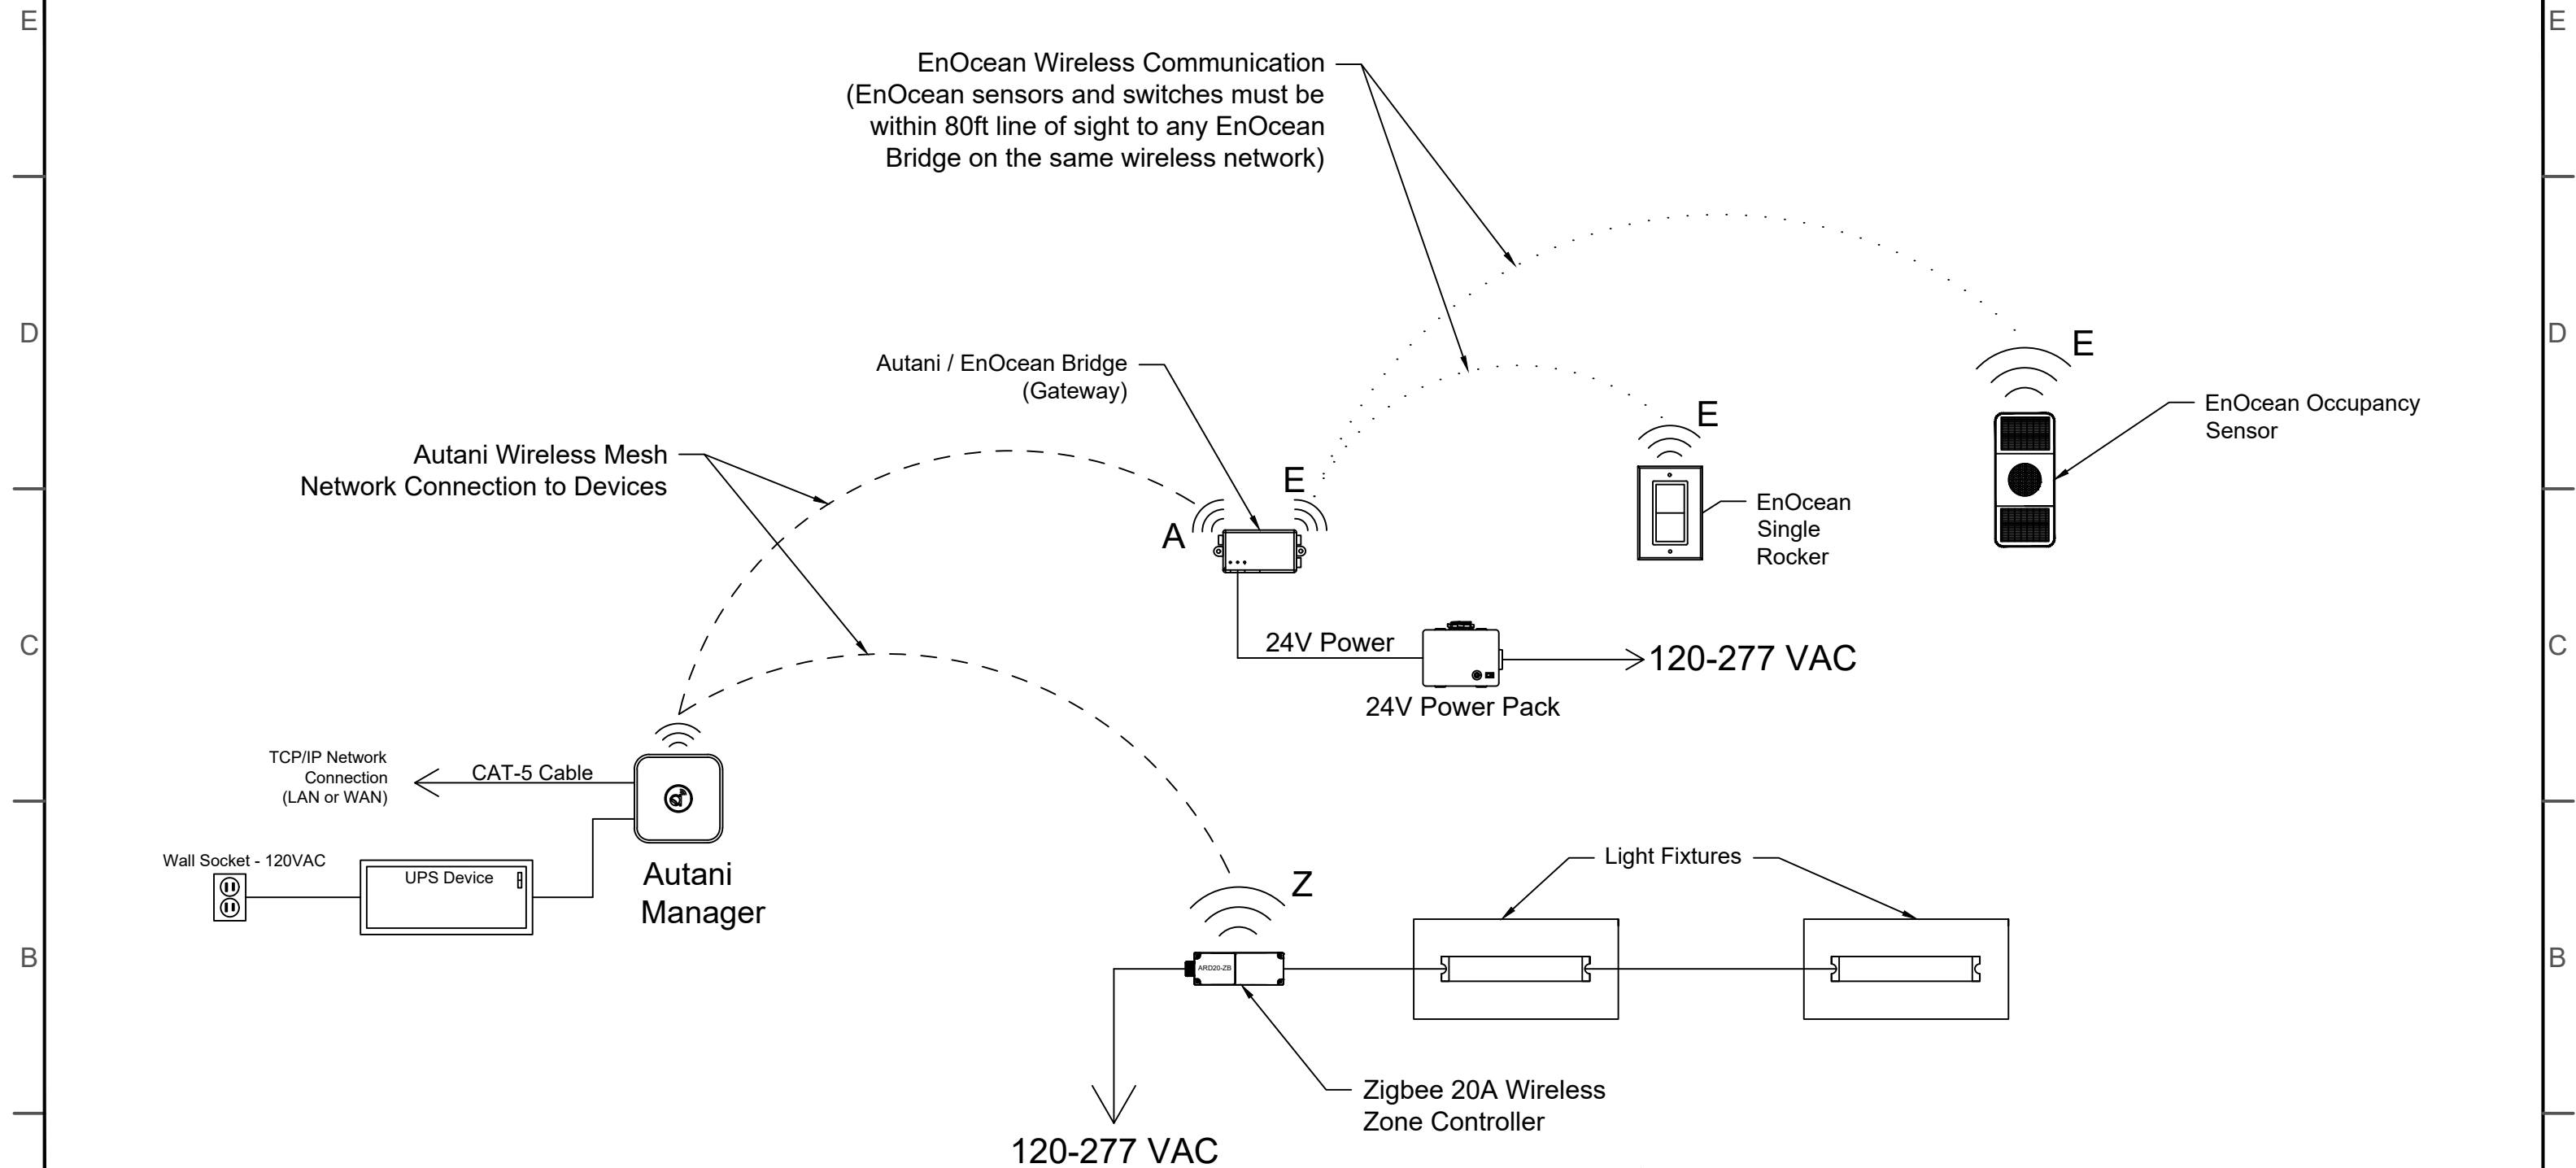 E
E
EnOcean Wireless Communication
(EnOcean sensors and switches must be
within 80ft line of sight to any EnOcean
Bridge on the same wireless network)
D
D
E
Autani / EnOcean Bridge
(Gateway)
EnOcean Occupancy
Sensor
E
Autani Wireless Mesh
Network Connection to Devices
E
A
EnOcean
Single
Rocker
C
C
24V Power
120-277 VAC
24V Power Pack
TCP/IP Network
Connection
(LAN or WAN)
CAT-5 Cable
a
Wall Socket - 120VAC
UPS Device
Autani
Manager
Light Fixtures
Z
B
B
ARD20-ZB
Zigbee 20A Wireless
Zone Controller
120-277 VAC